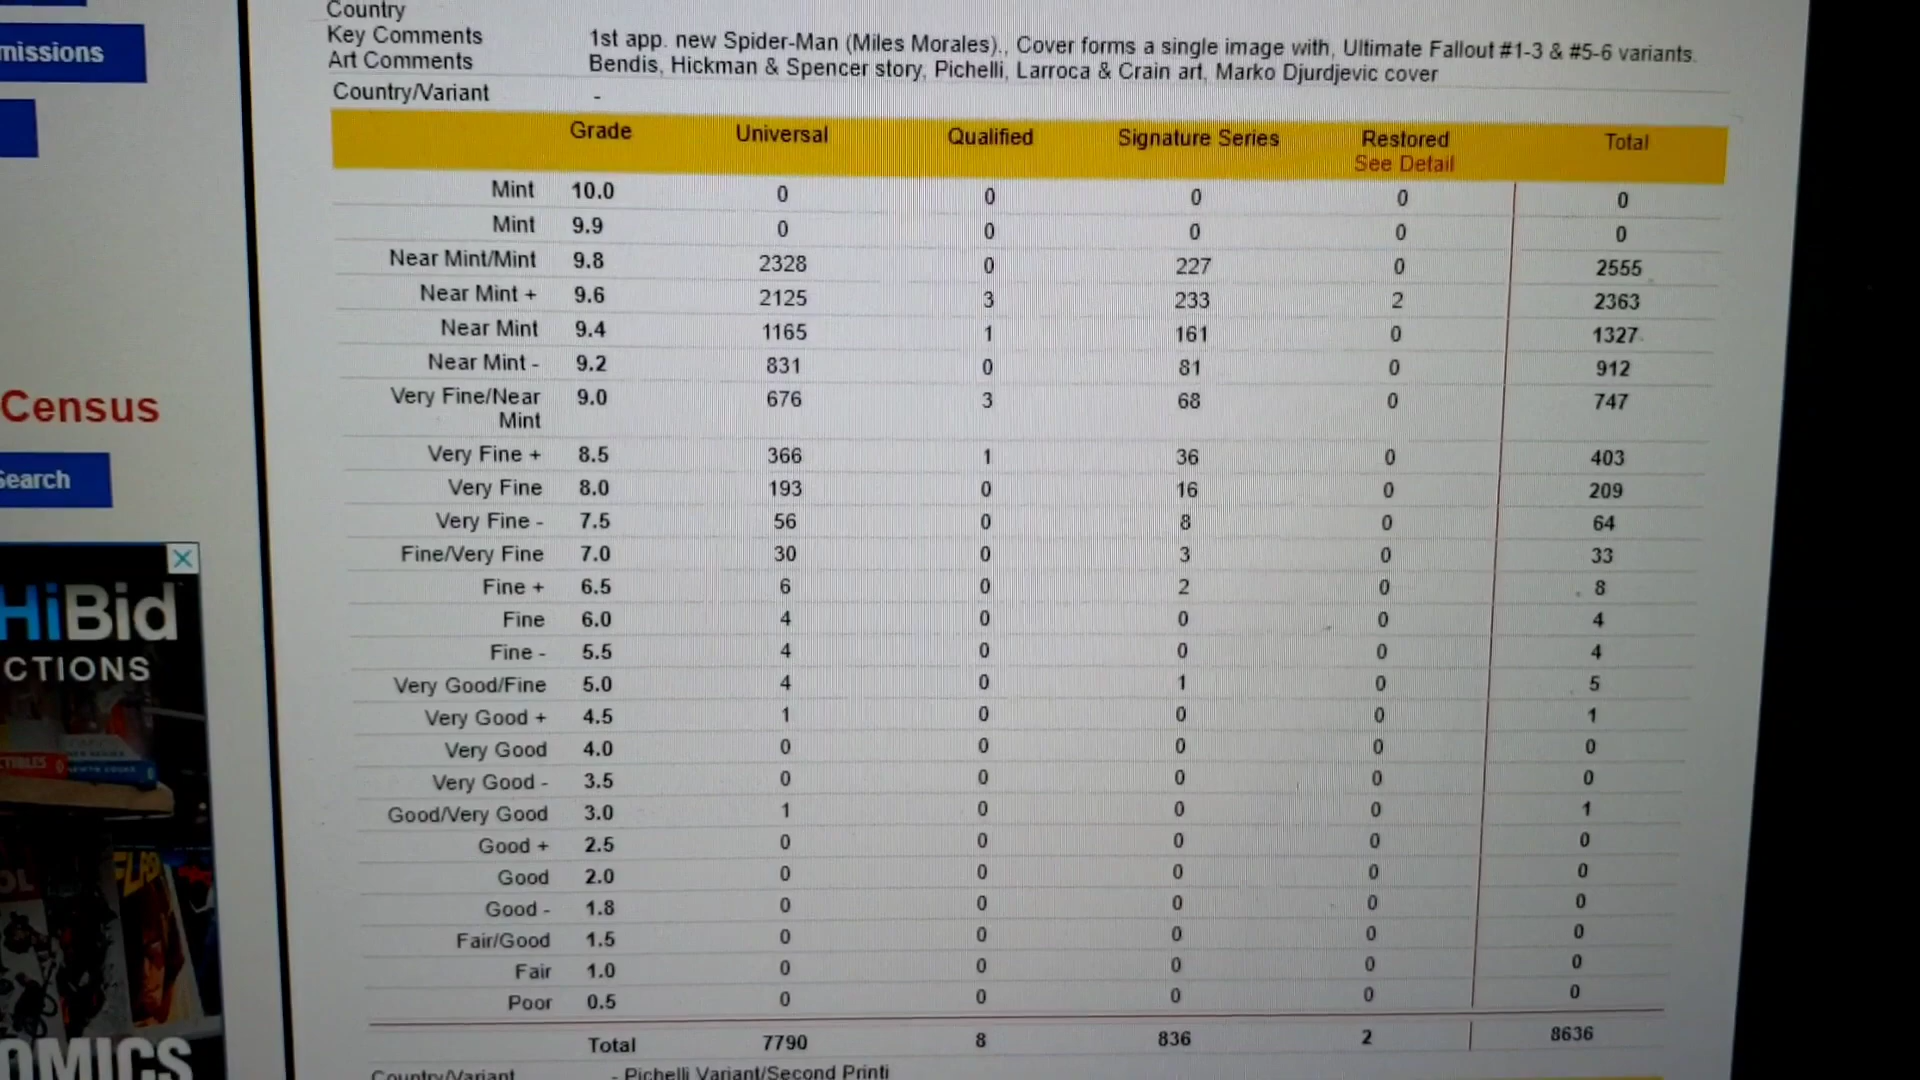 Country
Key Comments 1st app. new Spider-Man (Miles Morales)., Cover forms a single image with, Ultimate Fallout #1-3 & #5-6 variants.
Art Comments Bendis, Hickman & Spencer story, Pichelli, Larroca & Crain art, Marko Djurdjevic cover
Country/Variant -
Grade Universal Qualified Signature Series Restored Total
See Detail
Mint 10.0 0 0 0 0 0
Mint 9.9 0 0 0 0 0
Near Mint/Mint 9.8 2328 0 227 0 2555
Near Mint + 9.6 2125 3 233 2 2363
Near Mint 9.4 1165 1 161 0 1327
Near Mint - 9.2 831 0 81 0 912
Very Fine/Near 9.0 676 3 68 0 747
Mint
Very Fine + 8.5 366 1 36 0 403
Very Fine 8.0 193 0 16 0 209
Very Fine - 7.5 56 0 8 0 64
Fine/Very Fine 7.0 30 0 3 0 33
Fine + 6.5 6 0 2 0 8
Fine 6.0 4 0 0 0 4
Fine - 5.5 4 0 0 0 4
Very Good/Fine 5.0 4 0 1 0 5
Very Good + 4.5 1 0 0 0 1
Very Good 4.0 0 0 0 0 0
Very Good - 3.5 0 0 0 0 0
Good/Very Good 3.0 1 0 0 0 1
Good + 2.5 0 0 0 0 0
Good 2.0 0 0 0 0 0
Good - 1.8 0 0 0 0 0
Fair/Good 1.5 0 0 0 0 0
Fair 1.0 0 0 0 0 0
Poor 0.5 0 0 0 0 0
Total 7790 8 836 2 8636
Country/Variant - Pichelli Variant/Second Printi
missions
Census
Search
HiBid
CTIONS
FLASH
OMICS